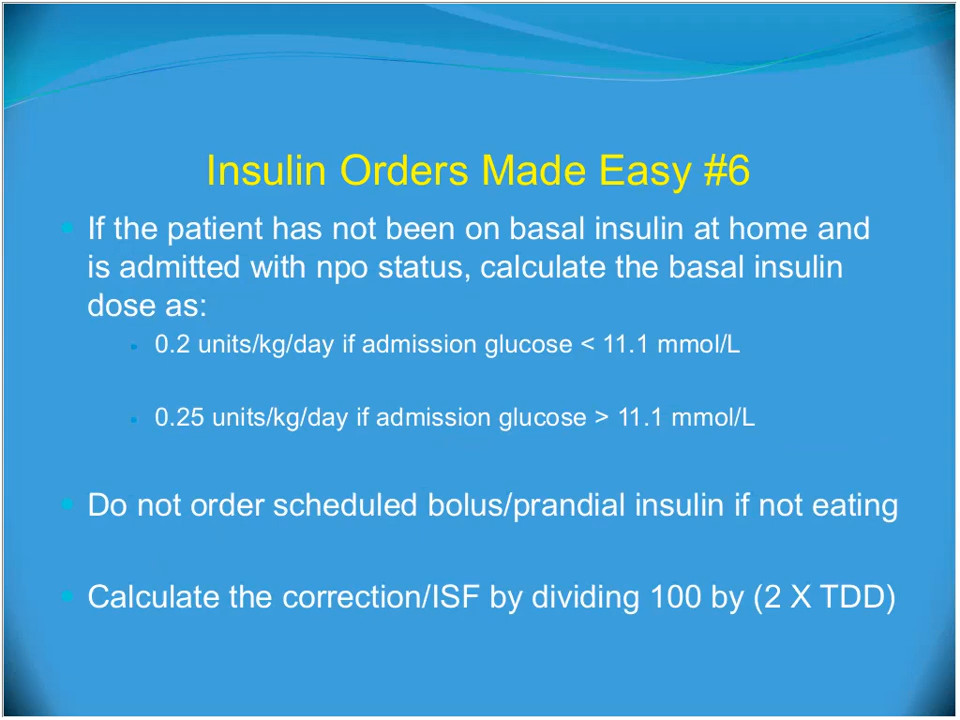 Insulin Orders Made Easy #6
If the patient has not been on basal insulin at home and
is admitted with npo status, calculate the basal insulin
dose as:
0.2 units/kg/day if admission glucose < 11.1 mmol/L
0.25 units/kg/day if admission glucose > 11.1 mmol/L
Do not order scheduled bolus/prandial insulin if not eating
Calculate the correction/ISF by dividing 100 by (2 X TDD)